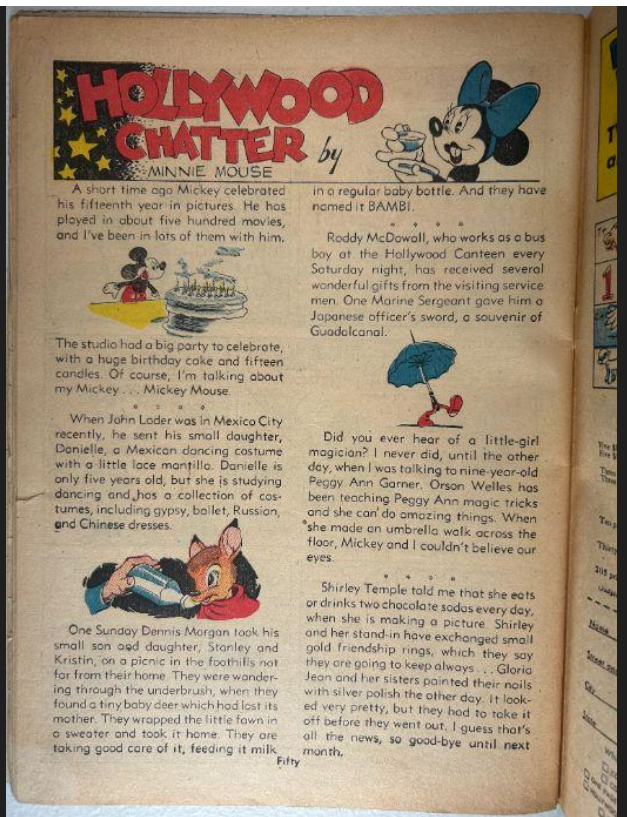 HOLLYWOOD
CHATTER by
MINNIE MOUSE
A short time ago Mickey celebrated
his fifteenth year in pictures. He has
played in about five hundred movies,
and I've been in lots of them with him.
The studio had a big party to celebrate,
with a huge birthday cake and fifteen
candles. Of course, I'm talking about
my Mickey . . . Mickey Mouse.
When John Loder was in Mexico City
recently, he sent his small daughter,
Danielle, a Mexican dancing costume
with a little lace mantilla. Danielle is
only five years old, but she is studying
dancing and has a collection of cos-
tumes, including gypsy, ballet, Russian,
and Chinese dresses.
One Sunday Dennis Morgan took his
small son and daughter, Stanley and
Kristin, on a picnic in the foothills not
far from their home. They were wander-
ing through the underbrush, when they
found a tiny baby deer which had lost its
mother. They wrapped the little fawn in
a sweater and took it home. They are
taking good care of it, feeding it milk
in a regular baby bottle. And they have
named it BAMBI.
Roddy McDowall, who works as a bus
boy at the Hollywood Canteen every
Saturday night, has received several
wonderful gifts from the visiting service
men. One Marine Sergeant gave him a
Japanese officer's sword, a souvenir of
Guadalcanal.
Did you ever hear of a little-girl
magician? I never did, until the other
day, when I was talking to nine-year-old
Peggy Ann Garner. Orson Welles has
been teaching Peggy Ann magic tricks
and she can do amazing things. When
she made an umbrella walk across the
floor, Mickey and I couldn't believe our
eyes.
Shirley Temple told me that she eats
or drinks two chocolate sodas every day,
when she is making a picture. Shirley
and her stand-in have exchanged small
gold friendship rings, which they say
they are going to keep always . . . Gloria
Jean and her sisters painted their nails
with silver polish the other day. It look-
ed very pretty, but they had to take it
off before they went out. I guess that's
all the news, so good-bye until next
month.
Fifty